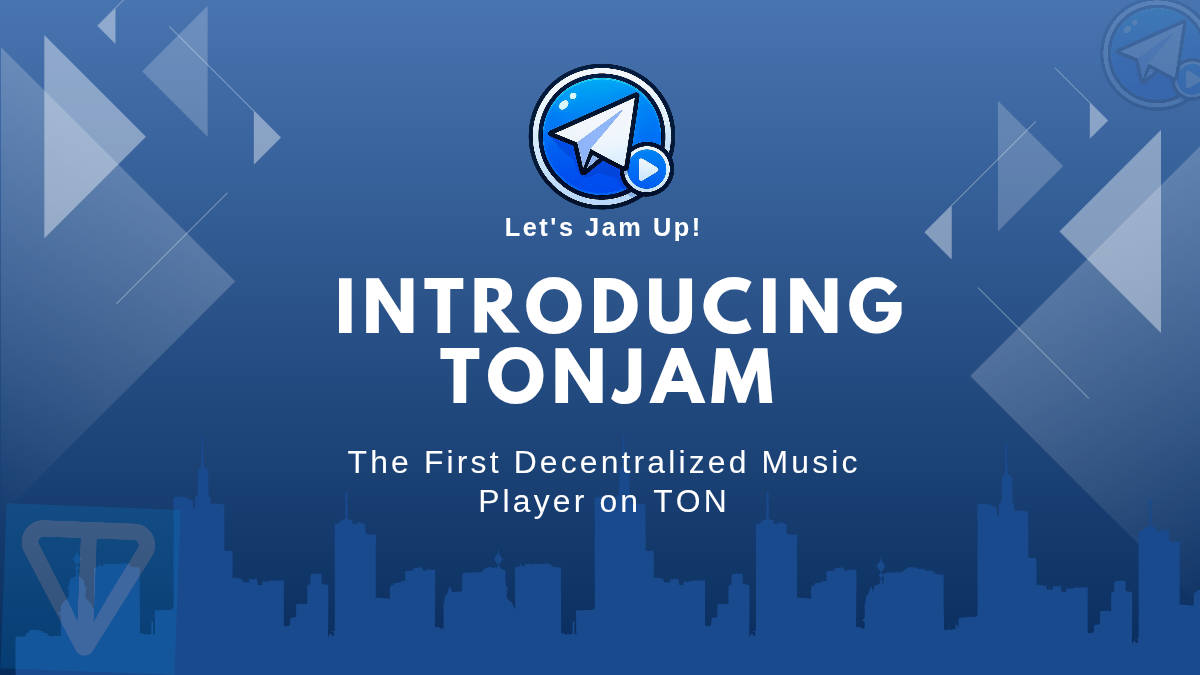 Let's Jam Up!
INTRODUCING
TONJAM
The First Decentralized Music
Player on TON